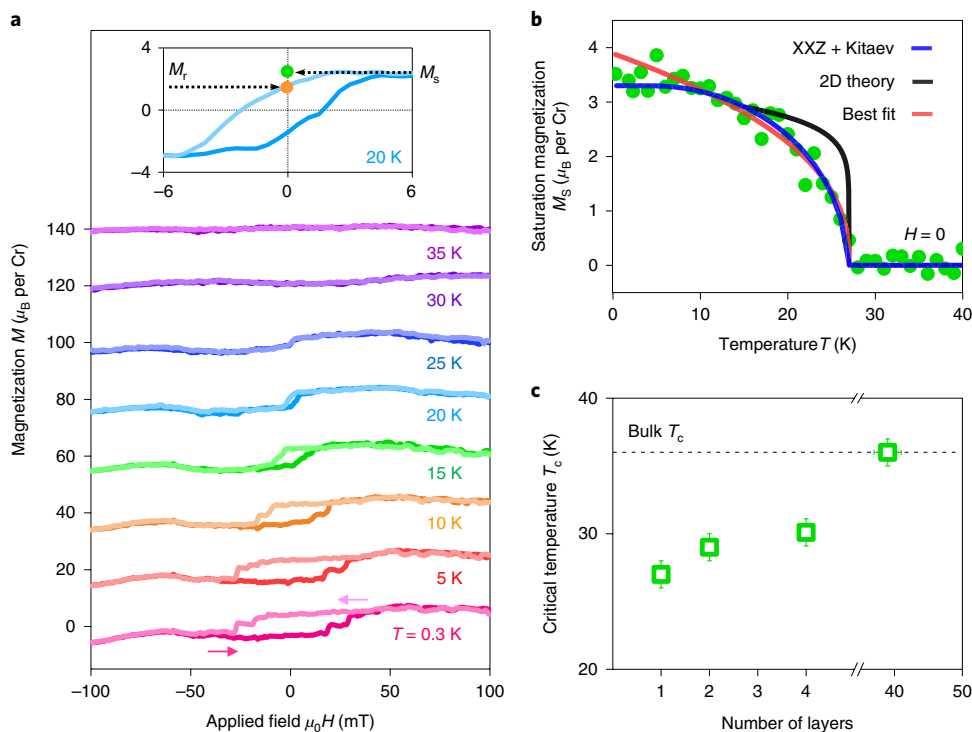 a
4
0
−4
−6
0
6
Mr
Ms
20 K
Magnetization M (μB per Cr)
140
120
100
80
60
40
20
0
35 K
30 K
25 K
20 K
15 K
10 K
5 K
T = 0.3 K
−100
−50
0
50
100
Applied field μ0H (mT)
b
Saturation magnetization
MS (μB per Cr)
5
4
3
2
1
0
XXZ + Kitaev
2D theory
Best fit
H = 0
0
10
20
30
40
Temperature T (K)
c
Critical temperature Tc (K)
40
30
20
Bulk Tc
1
2
4
40
50
Number of layers